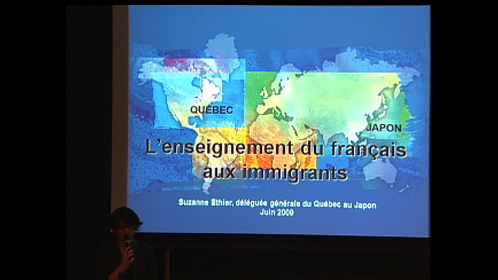 QUÉBEC
JAPON
L'enseignement du français
aux immigrants
Suzanne Ethier, déléguée générale du Québec au Japon
Juin 2009